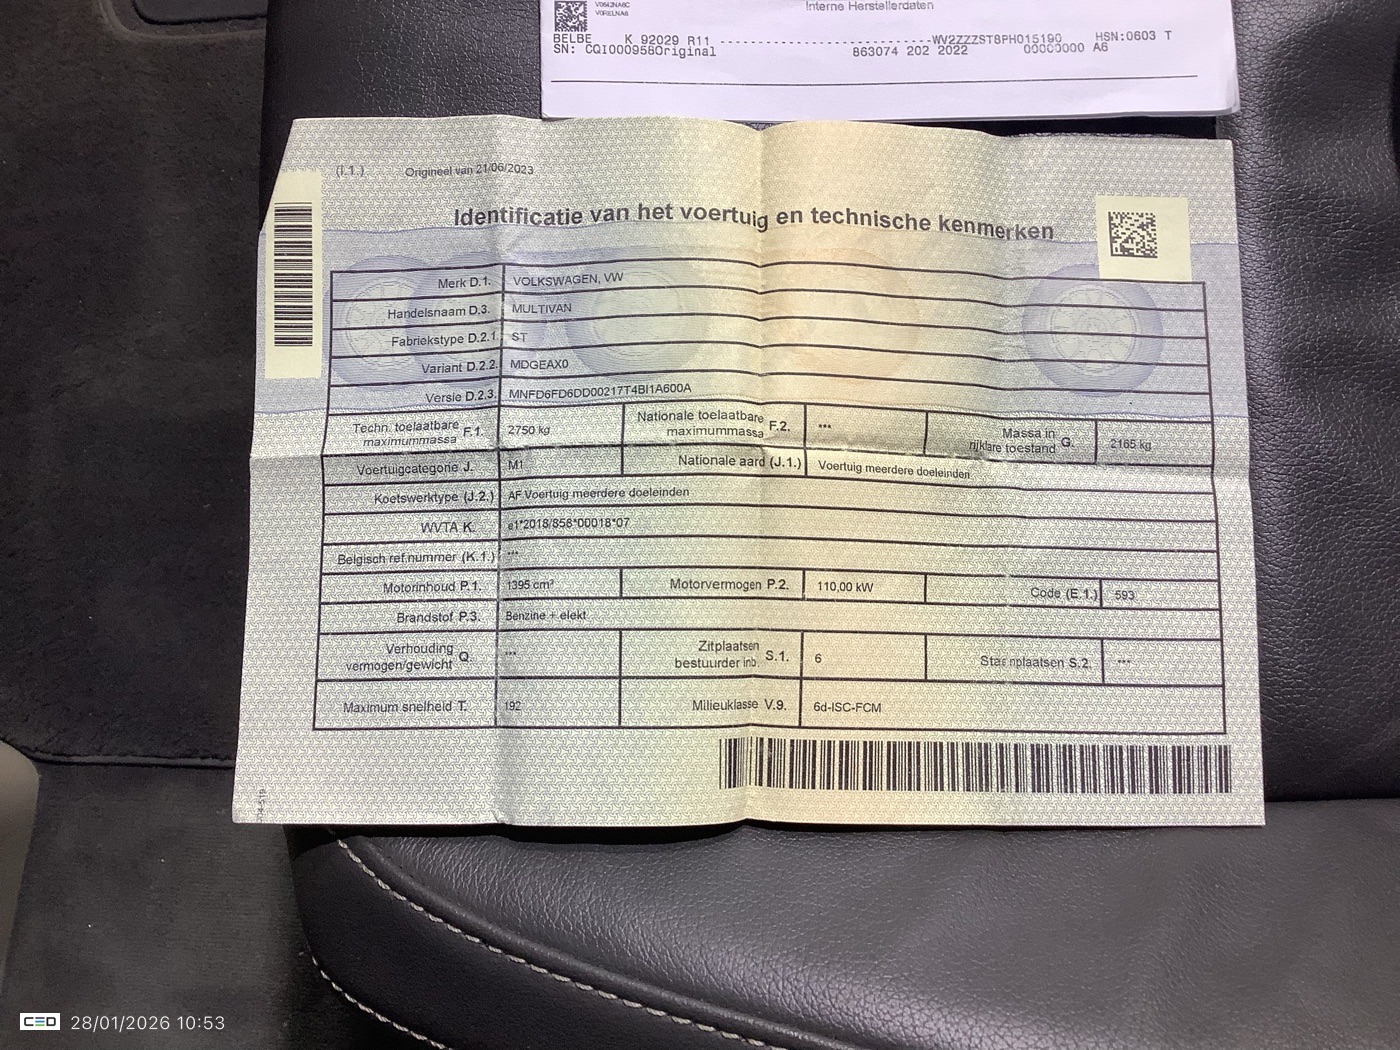 V0642NA6C
V0RELNA6
Interne Herstellerdaten
BELBE K 92029 R11 --------------------------WV2ZZZST8PH015190 HSN:0603 T
SN: CQI000958Original 863074 202 2022 00000000 A6
(I.1.) Origineel van 21/06/2023
Identificatie van het voertuig en technische kenmerken
Merk D.1. VOLKSWAGEN, VW
Handelsnaam D.3. MULTIVAN
Fabriekstype D.2.1. ST
Variant D.2.2. MDGEAX0
Versie D.2.3. MNFD6FD6DD00217T4BI1A600A
Techn. toelaatbare maximummassa F.1. 2750 kg Nationale toelaatbare maximummassa F.2. *** Massa in rijklare toestand G. 2165 kg
Voertuigcategorie J. M1 Nationale aard (J.1.) Voertuig meerdere doeleinden
Koetswerktype (J.2.) AF Voertuig meerdere doeleinden
WVTA K. e1*2018/858*00018*07
Belgisch ref.nummer (K.1.) ***
Motorinhoud P.1. 1395 cm³ Motorvermogen P.2. 110,00 kW Code (E.1.) 593
Brandstof P.3. Benzine + elekt
Verhouding vermogen/gewicht Q. *** Zitplaatsen bestuurder inb. S.1. 6 Staanplaatsen S.2. ***
Maximum snelheid T. 192 Milieuklasse V.9. 6d-ISC-FCM
CED 28/01/2026 10:53